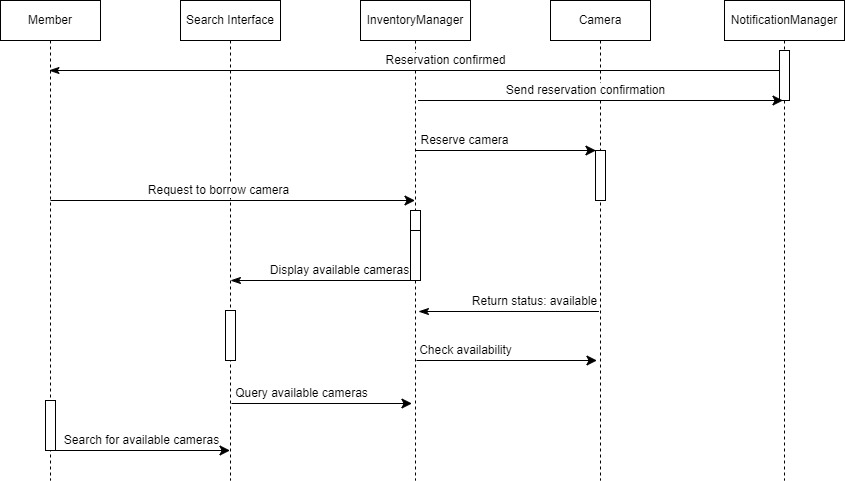 Member
Search Interface
InventoryManager
Camera
NotificationManager
Reservation confirmed
Send reservation confirmation
Reserve camera
Request to borrow camera
Display available cameras
Return status: available
Check availability
Query available cameras
Search for available cameras